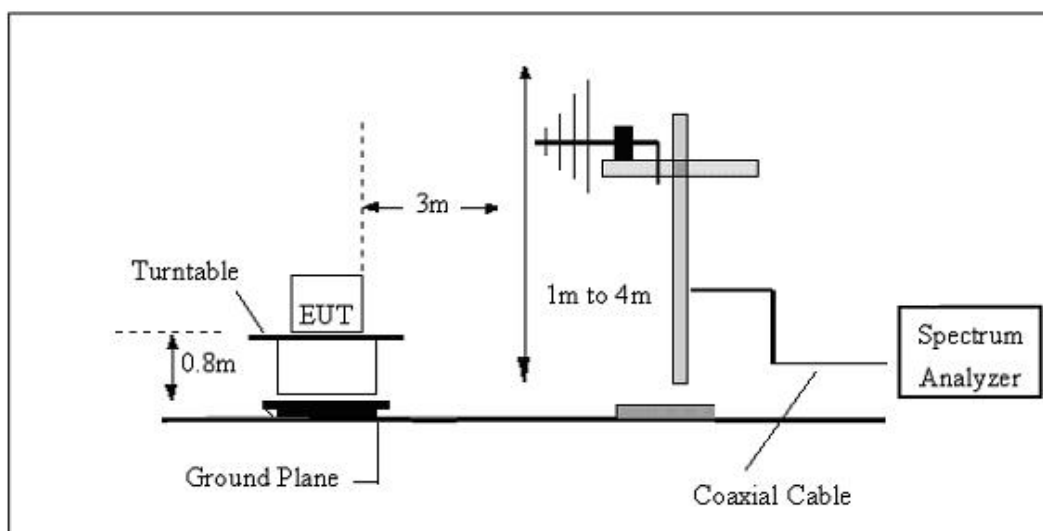 3m
Turntable
EUT
1m to 4m
0.8m
Spectrum
Analyzer
Ground Plane
Coaxial Cable